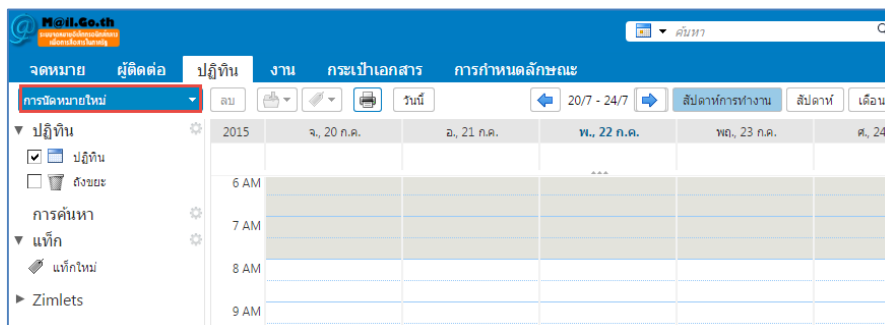 M@il.Go.th
ค้นหา
จดหมาย ผู้ติดต่อ ปฏิทิน งาน กระเป๋าเอกสาร การกำหนดลักษณะ
การนัดหมายใหม่ ลบ วันนี้ 20/7 - 24/7 สัปดาห์การทำงาน สัปดาห์ เดือน
ปฏิทิน 2015 จ., 20 ก.ค. อ., 21 ก.ค. พ., 22 ก.ค. พฤ., 23 ก.ค. ศ., 24
ปฏิทิน
ถังขยะ 6 AM
การค้นหา 7 AM
แท็ก
แท็กใหม่ 8 AM
Zimlets 9 AM